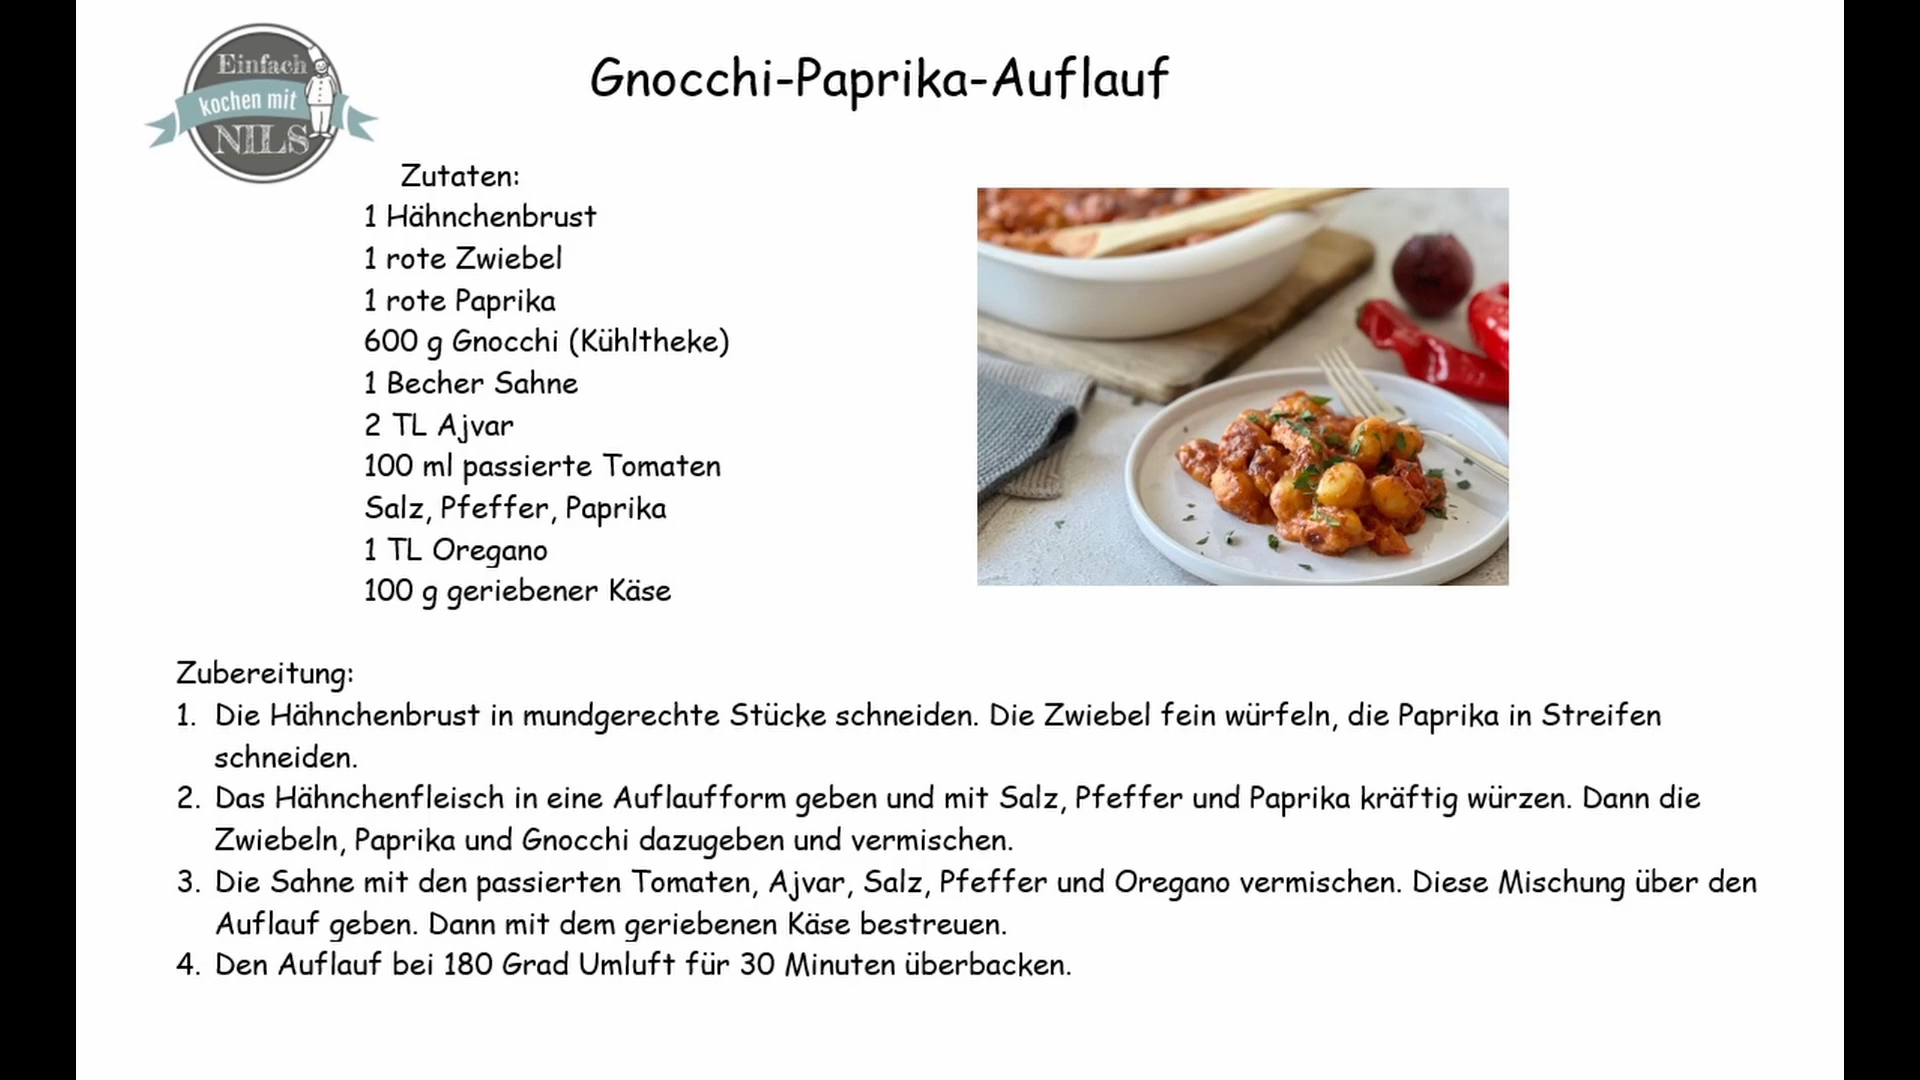 Einfach
kochen mit
NILS
Gnocchi-Paprika-Auflauf
Zutaten:
1 Hähnchenbrust
1 rote Zwiebel
1 rote Paprika
600 g Gnocchi (Kühltheke)
1 Becher Sahne
2 TL Ajvar
100 ml passierte Tomaten
Salz, Pfeffer, Paprika
1 TL Oregano
100 g geriebener Käse
Zubereitung:
1. Die Hähnchenbrust in mundgerechte Stücke schneiden. Die Zwiebel fein würfeln, die Paprika in Streifen
schneiden.
2. Das Hähnchenfleisch in eine Auflaufform geben und mit Salz, Pfeffer und Paprika kräftig würzen. Dann die
Zwiebeln, Paprika und Gnocchi dazugeben und vermischen.
3. Die Sahne mit den passierten Tomaten, Ajvar, Salz, Pfeffer und Oregano vermischen. Diese Mischung über den
Auflauf geben. Dann mit dem geriebenen Käse bestreuen.
4. Den Auflauf bei 180 Grad Umluft für 30 Minuten überbacken.